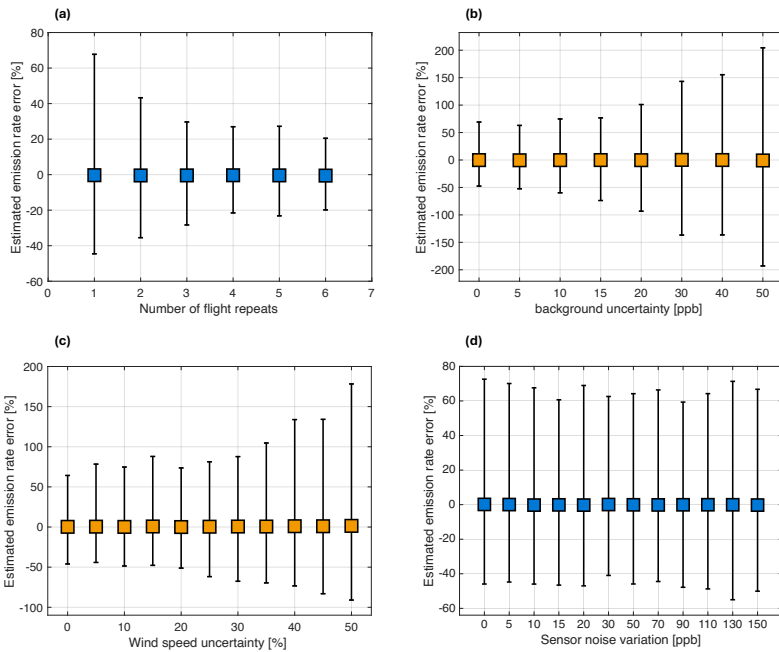 (a)
80
60
40
20
0
-20
-40
-60
Estimated emission rate error [%]
0 1 2 3 4 5 6 7
Number of flight repeats
(b)
200
150
100
50
0
-50
-100
-150
-200
Estimated emission rate error [%]
0 5 10 15 20 30 40 50
background uncertainty [ppb]
(c)
200
150
100
50
0
-50
-100
Estimated emission rate error [%]
0 10 20 30 40 50
Wind speed uncertainty [%]
(d)
80
60
40
20
0
-20
-40
-60
Estimated emission rate error [%]
0 5 10 15 20 30 50 70 90 110 130 150
Sensor noise variation [ppb]